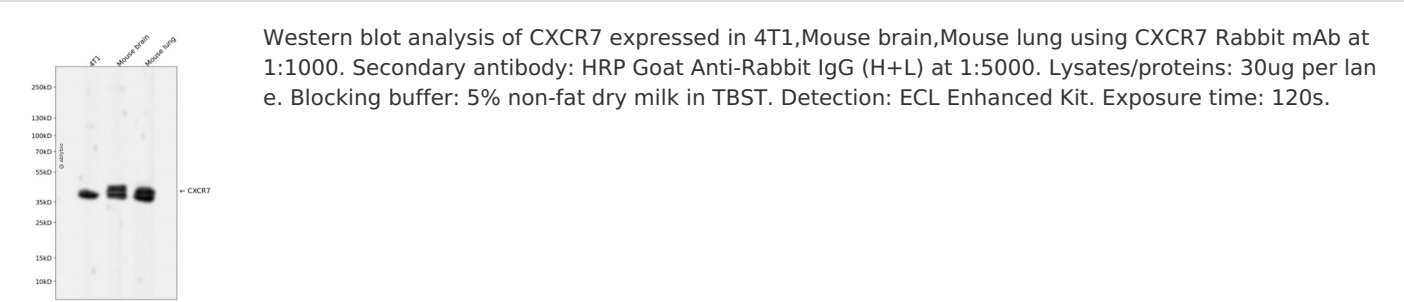 4T1
Mouse brain
Mouse lung
250kD
130kD
100kD
70kD
55kD
35kD
25kD
15kD
10kD
← CXCR7
Western blot analysis of CXCR7 expressed in 4T1,Mouse brain,Mouse lung using CXCR7 Rabbit mAb at
1:1000. Secondary antibody: HRP Goat Anti-Rabbit IgG (H+L) at 1:5000. Lysates/proteins: 30ug per lan
e. Blocking buffer: 5% non-fat dry milk in TBST. Detection: ECL Enhanced Kit. Exposure time: 120s.